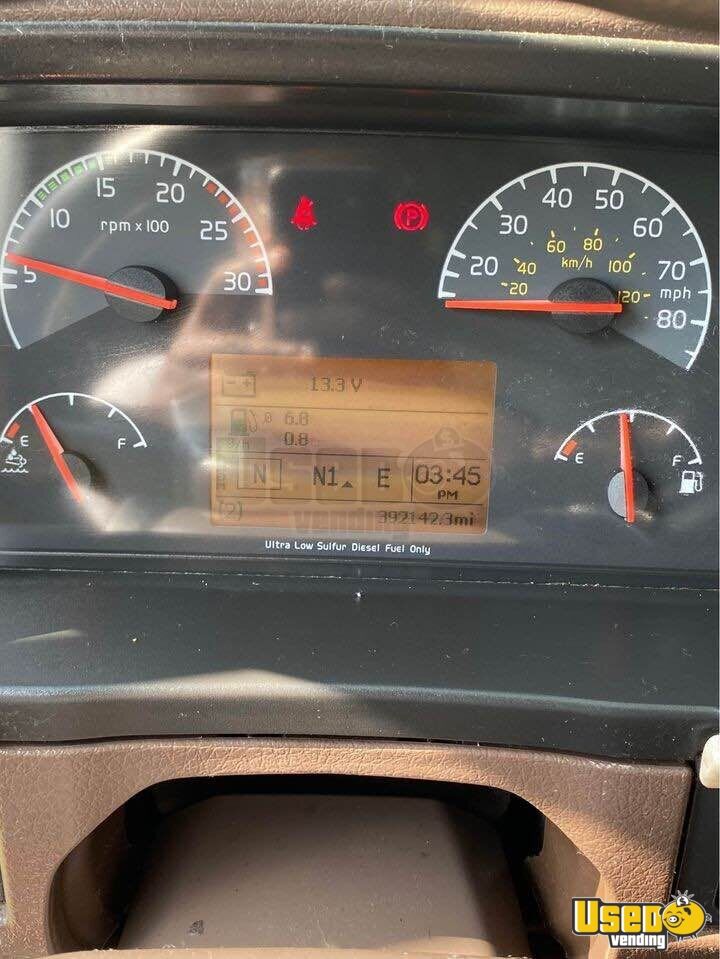 5 10 15 20 25 30
rpm x 100
20 30 40 50 60 70 80
mph
20 40 60 80 100 120
km/h
E F
E F
13.3 V
6.8
0.8
N N1 E 03:45
PM
392142.3mi
Ultra Low Sulfur Diesel Fuel Only
P
USED
vending
UsedO
vending